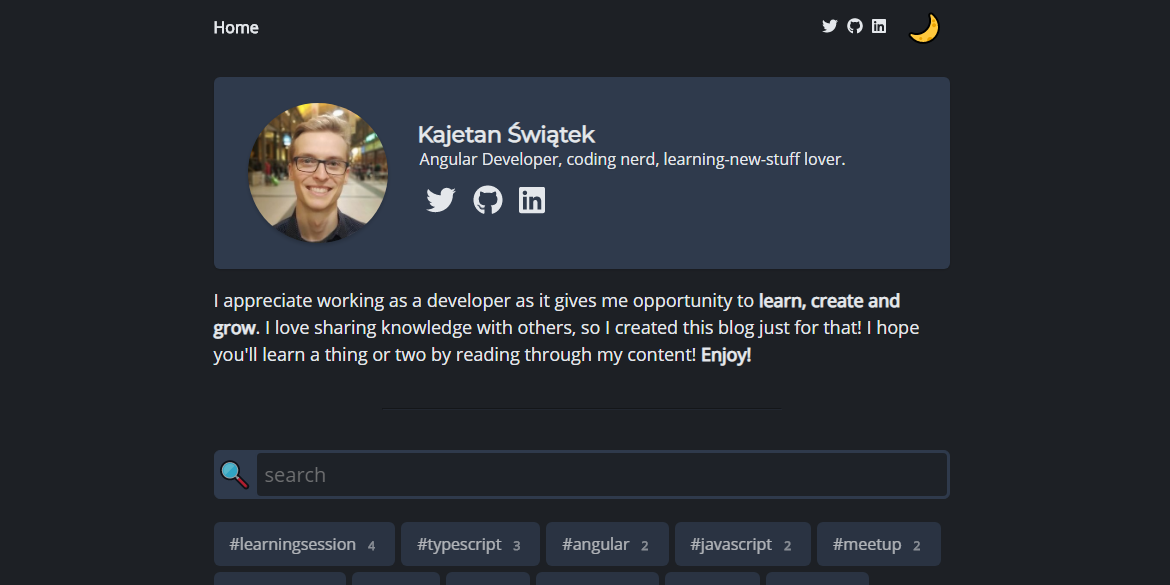 Home
Kajetan Świątek
Angular Developer, coding nerd, learning-new-stuff lover.
I appreciate working as a developer as it gives me opportunity to learn, create and
grow. I love sharing knowledge with others, so I created this blog just for that! I hope
you'll learn a thing or two by reading through my content! Enjoy!
search
#learningsession 4 #typescript 3 #angular 2 #javascript 2 #meetup 2